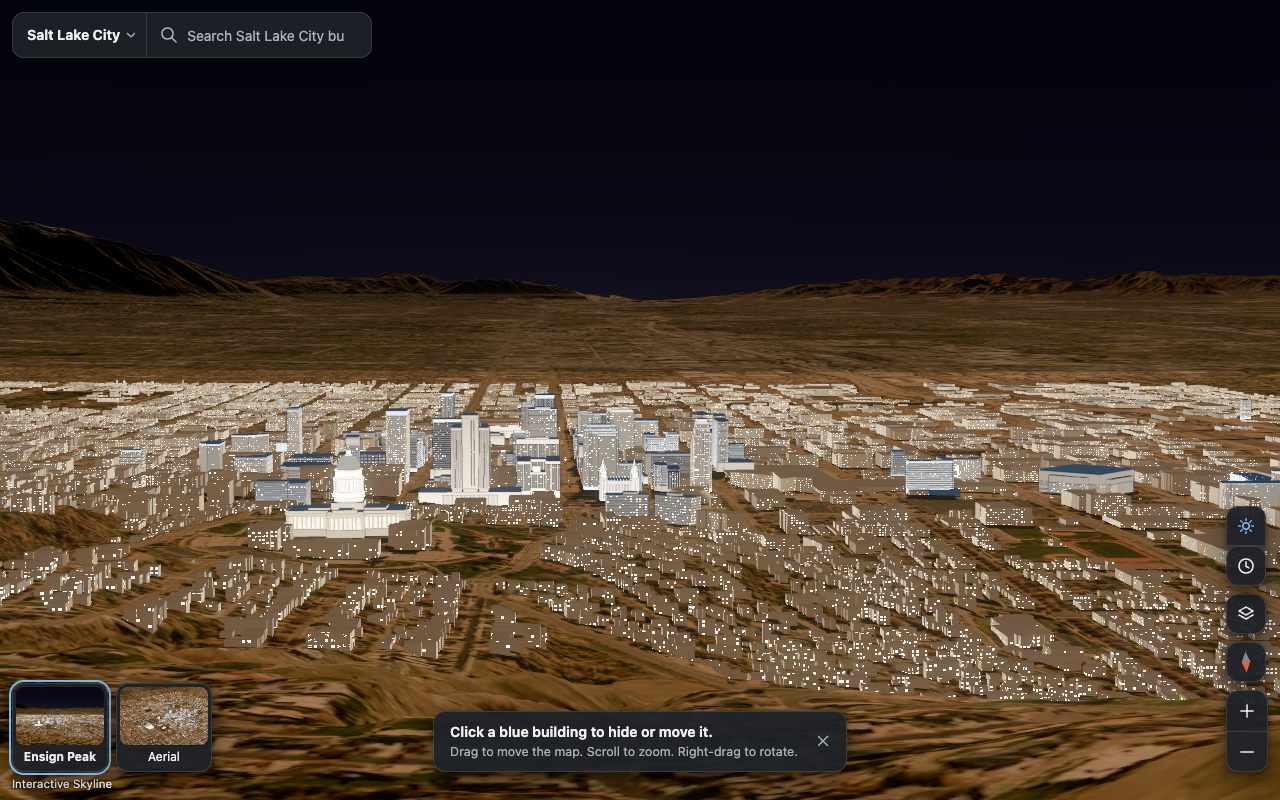 Salt Lake City
Search Salt Lake City bu
Click a blue building to hide or move it.
Drag to move the map. Scroll to zoom. Right-drag to rotate.
Ensign Peak
Aerial
Interactive Skyline